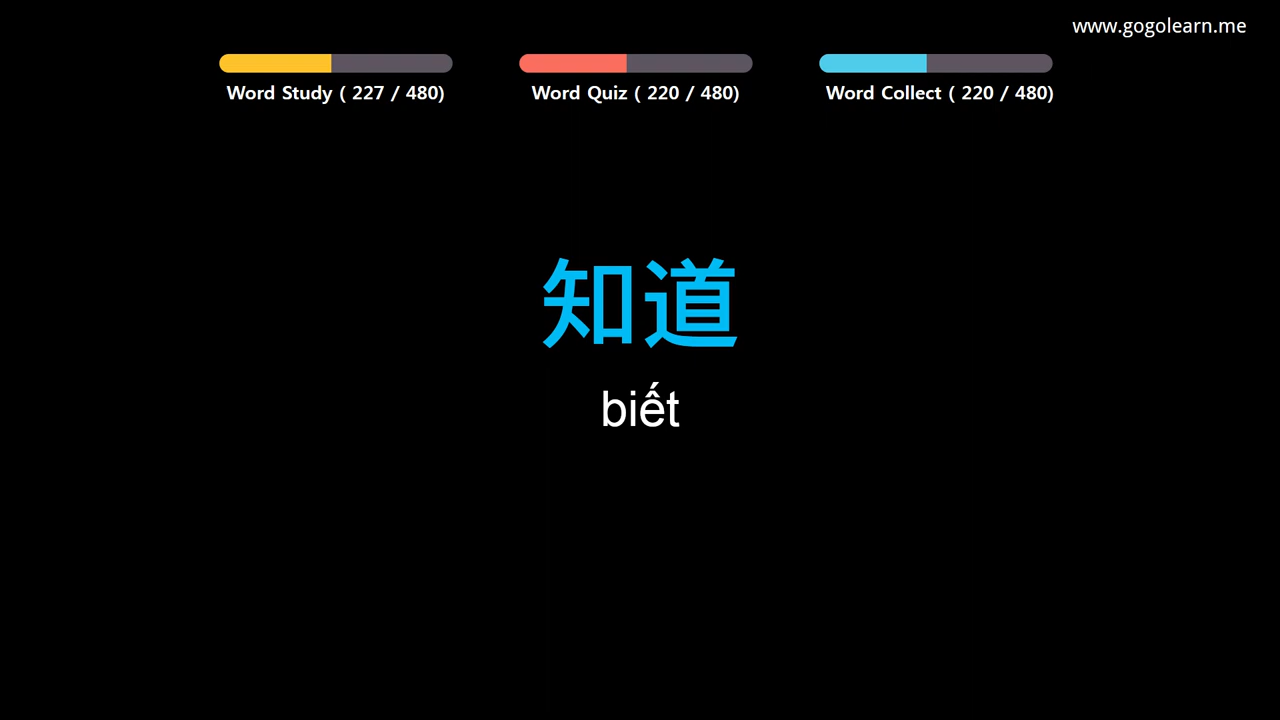 www.gogolearn.me
Word Study ( 227 / 480)
Word Quiz ( 220 / 480)
Word Collect ( 220 / 480)
知道
biết